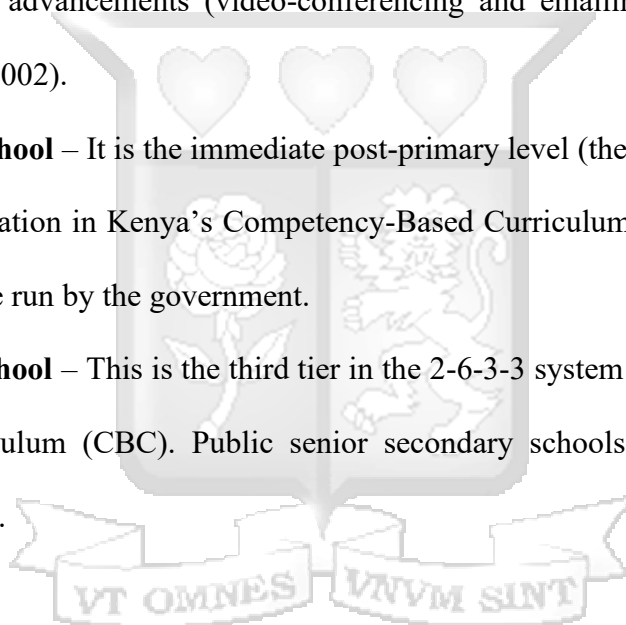 advancements (video-conferencing and emailin
002).
hool – It is the immediate post-primary level (the
ation in Kenya’s Competency-Based Curriculum
e run by the government.
hool – This is the third tier in the 2-6-3-3 system
culum (CBC). Public senior secondary schools
.
VT OMNES VNVM SINT